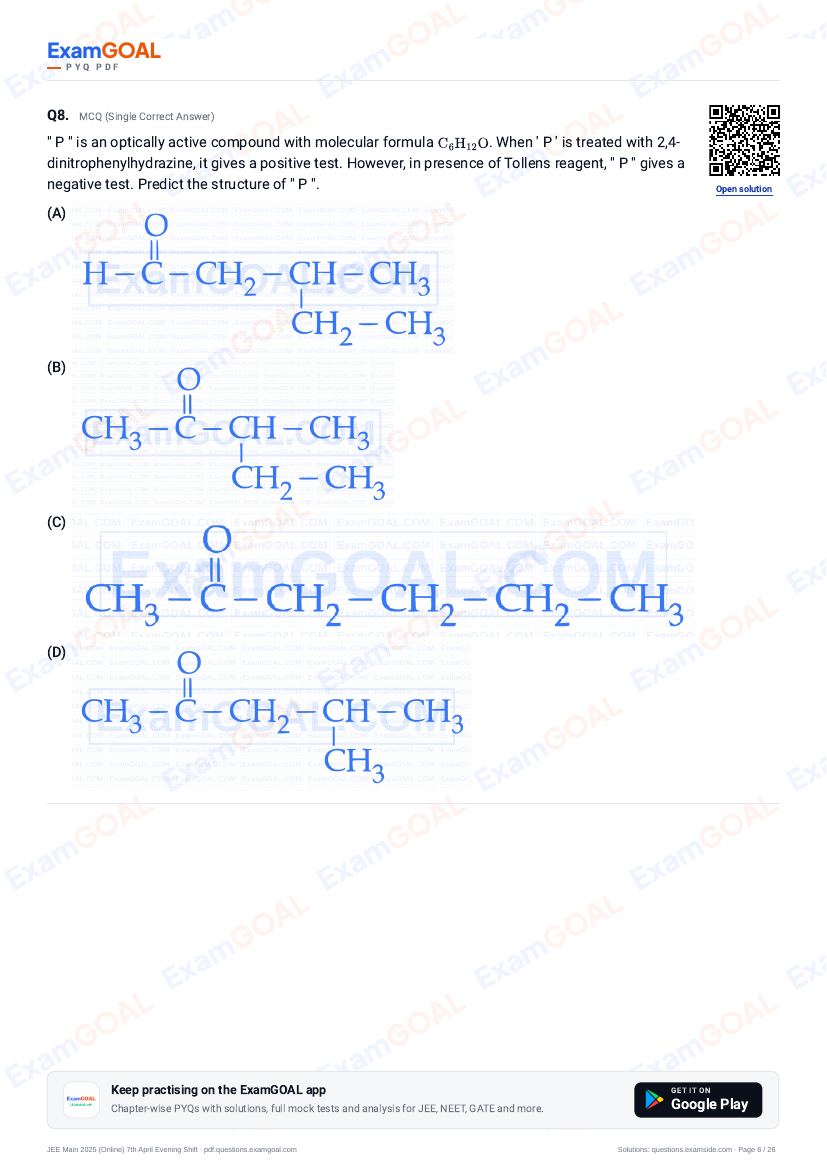 ExamGOAL
PYQ PDF
Q8. MCQ (Single Correct Answer)
" P " is an optically active compound with molecular formula C₆H₁₂O. When ' P ' is treated with 2,4-
dinitrophenylhydrazine, it gives a positive test. However, in presence of Tollens reagent, " P " gives a
negative test. Predict the structure of " P ".
Open solution
(A)
O
||
H – C – CH₂ – CH – CH₃
|
CH₂ – CH₃
(B)
O
||
CH₃ – C – CH – CH₃
|
CH₂ – CH₃
(C)
O
||
CH₃ – C – CH₂ – CH₂ – CH₂ – CH₃
(D)
O
||
CH₃ – C – CH₂ – CH – CH₃
|
CH₃
Keep practising on the ExamGOAL app
Chapter-wise PYQs with solutions, full mock tests and analysis for JEE, NEET, GATE and more.
GET IT ON
Google Play
JEE Main 2025 (Online) 7th April Evening Shift · pdf.questions.examgoal.com
Solutions: questions.examside.com · Page 6 / 26